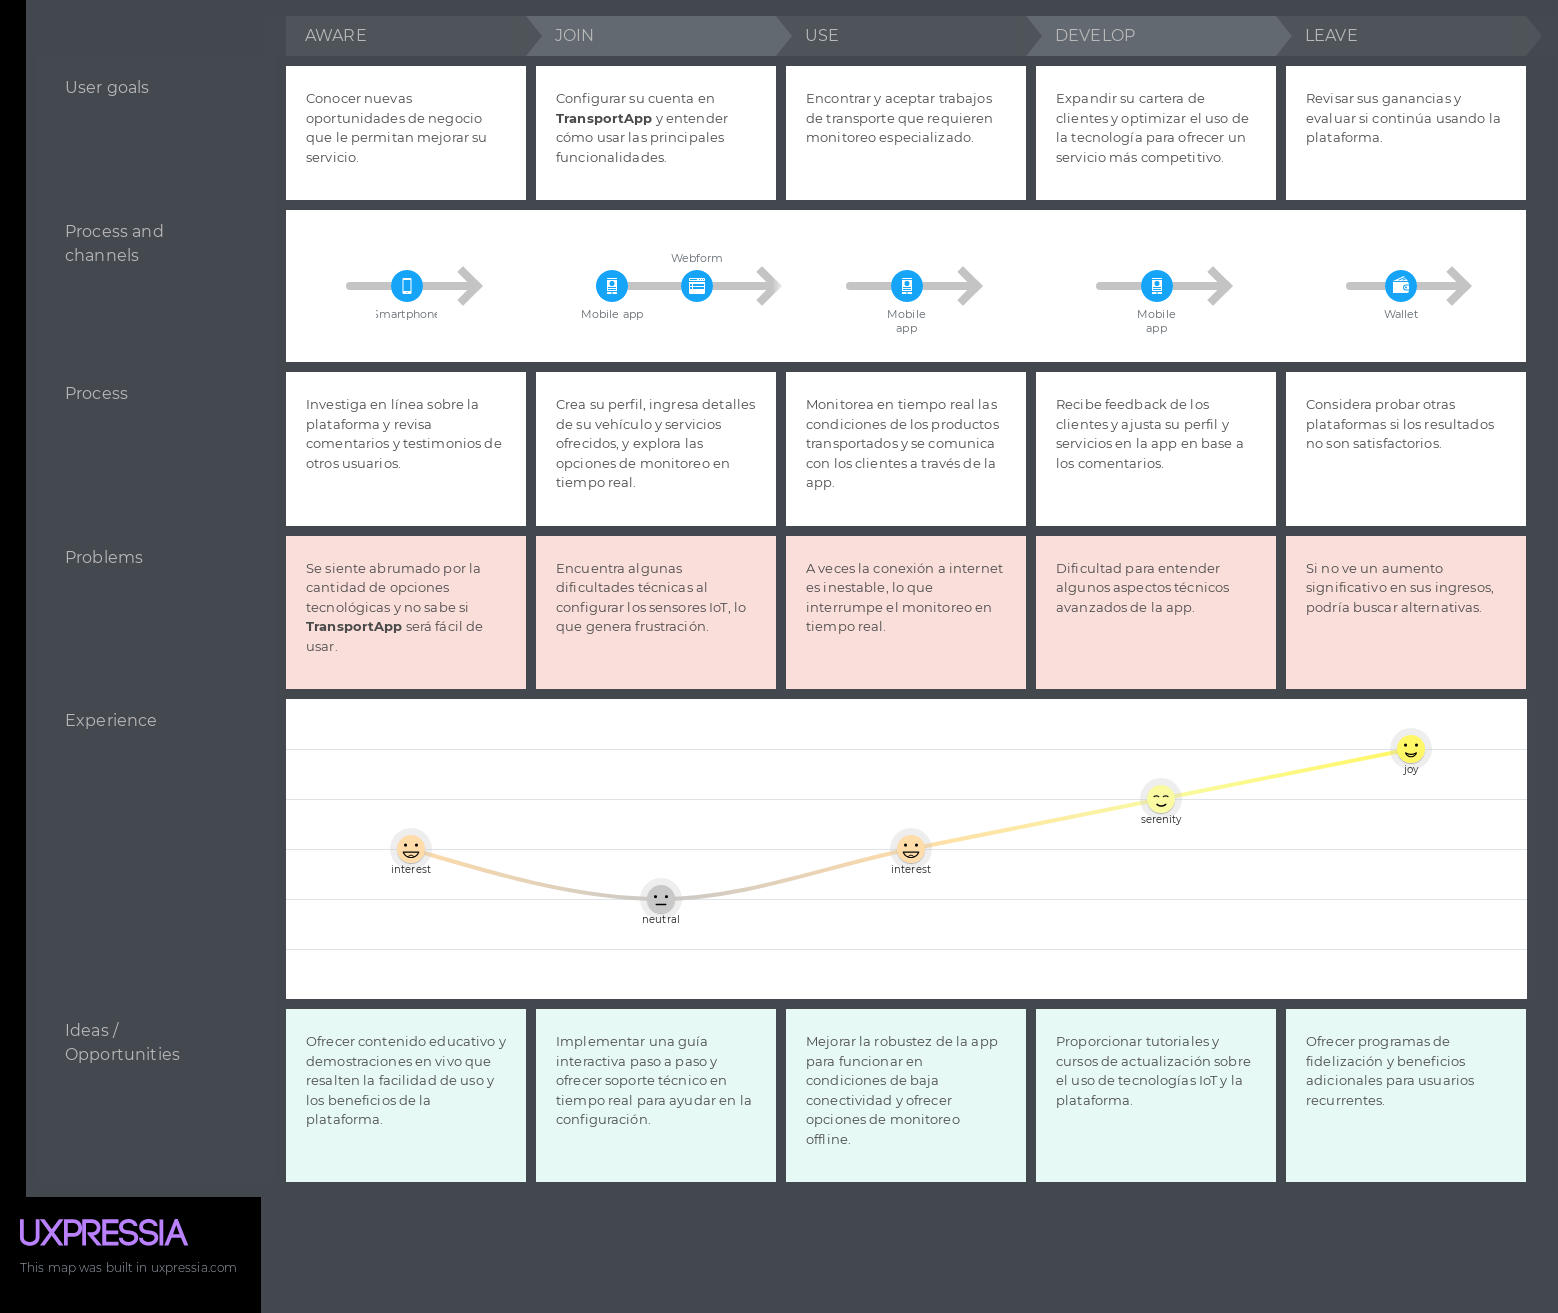 AWARE
JOIN
USE
DEVELOP
LEAVE
User goals
Conocer nuevas
oportunidades de negocio
que le permitan mejorar su
servicio.
Configurar su cuenta en
TransportApp y entender
cómo usar las principales
funcionalidades.
Encontrar y aceptar trabajos
de transporte que requieren
monitoreo especializado.
Expandir su cartera de
clientes y optimizar el uso de
la tecnología para ofrecer un
servicio más competitivo.
Revisar sus ganancias y
evaluar si continúa usando la
plataforma.
Process and
channels
Smartphone
Mobile app
Webform
Mobile
app
Mobile
app
Wallet
Process
Investiga en línea sobre la
plataforma y revisa
comentarios y testimonios de
otros usuarios.
Crea su perfil, ingresa detalles
de su vehículo y servicios
ofrecidos, y explora las
opciones de monitoreo en
tiempo real.
Monitorea en tiempo real las
condiciones de los productos
transportados y se comunica
con los clientes a través de la
app.
Recibe feedback de los
clientes y ajusta su perfil y
servicios en la app en base a
los comentarios.
Considera probar otras
plataformas si los resultados
no son satisfactorios.
Problems
Se siente abrumado por la
cantidad de opciones
tecnológicas y no sabe si
TransportApp será fácil de
usar.
Encuentra algunas
dificultades técnicas al
configurar los sensores IoT, lo
que genera frustración.
A veces la conexión a internet
es inestable, lo que
interrumpe el monitoreo en
tiempo real.
Dificultad para entender
algunos aspectos técnicos
avanzados de la app.
Si no ve un aumento
significativo en sus ingresos,
podría buscar alternativas.
Experience
interest
neutral
interest
serenity
joy
Ideas /
Opportunities
Ofrecer contenido educativo y
demostraciones en vivo que
resalten la facilidad de uso y
los beneficios de la
plataforma.
Implementar una guía
interactiva paso a paso y
ofrecer soporte técnico en
tiempo real para ayudar en la
configuración.
Mejorar la robustez de la app
para funcionar en
condiciones de baja
conectividad y ofrecer
opciones de monitoreo
offline.
Proporcionar tutoriales y
cursos de actualización sobre
el uso de tecnologías IoT y la
plataforma.
Ofrecer programas de
fidelización y beneficios
adicionales para usuarios
recurrentes.
UXPRESSIA
This map was built in uxpressia.com